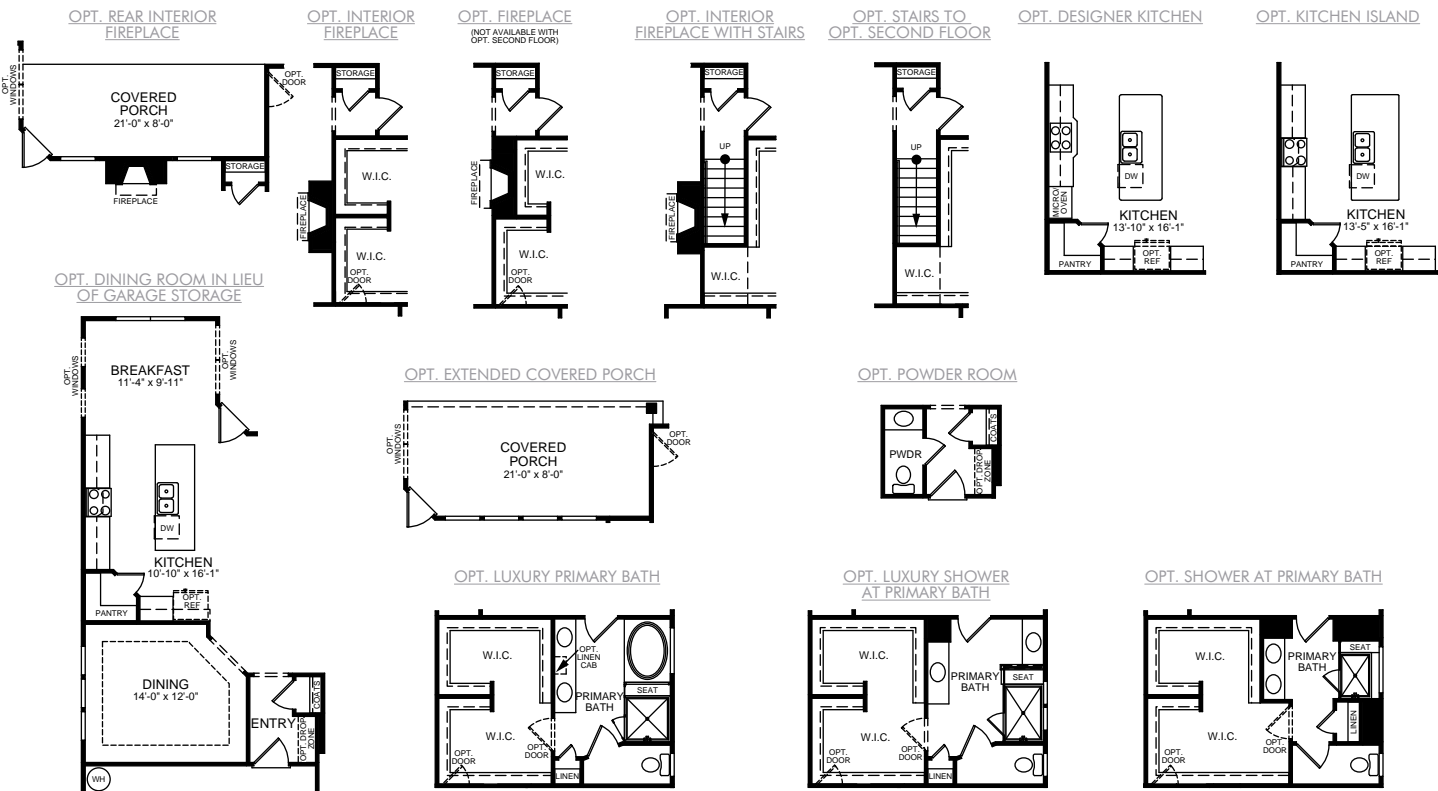 OPT. REAR INTERIOR
FIREPLACE
OPT.
WINDOWS
COVERED
PORCH
21'-0" x 8'-0"
OPT.
DOOR
STORAGE
FIREPLACE
OPT. INTERIOR
FIREPLACE
STORAGE
W.I.C.
FIREPLACE
W.I.C.
OPT.
DOOR
OPT. FIREPLACE
(NOT AVAILABLE WITH
OPT. SECOND FLOOR)
STORAGE
FIREPLACE
W.I.C.
W.I.C.
OPT.
DOOR
OPT. INTERIOR
FIREPLACE WITH STAIRS
STORAGE
UP
FIREPLACE
W.I.C.
OPT. STAIRS TO
OPT. SECOND FLOOR
STORAGE
UP
W.I.C.
OPT. DESIGNER KITCHEN
DW
MICRO/
OVEN
KITCHEN
13'-10" x 16'-1"
PANTRY
OPT.
REF
OPT. KITCHEN ISLAND
DW
KITCHEN
13'-5" x 16'-1"
PANTRY
OPT.
REF
OPT. DINING ROOM IN LIEU
OF GARAGE STORAGE
OPT.
WINDOWS
BREAKFAST
11'-4" x 9'-11"
OPT.
WINDOWS
DW
KITCHEN
10'-10" x 16'-1"
PANTRY
OPT.
REF
DINING
14'-0" x 12'-0"
ENTRY
COATS
OPT. DROP
ZONE
WH
OPT. EXTENDED COVERED PORCH
OPT.
WINDOWS
COVERED
PORCH
21'-0" x 8'-0"
OPT.
DOOR
OPT. POWDER ROOM
PWDR
COATS
OPT. DROP
ZONE
OPT. LUXURY PRIMARY BATH
W.I.C.
OPT.
LINEN
CAB
PRIMARY
BATH
SEAT
W.I.C.
OPT.
DOOR
OPT.
DOOR
LINEN
OPT. LUXURY SHOWER
AT PRIMARY BATH
W.I.C.
PRIMARY
BATH
SEAT
W.I.C.
OPT.
DOOR
OPT.
DOOR
LINEN
OPT. SHOWER AT PRIMARY BATH
W.I.C.
PRIMARY
BATH
SEAT
W.I.C.
OPT.
DOOR
LINEN
OPT.
DOOR